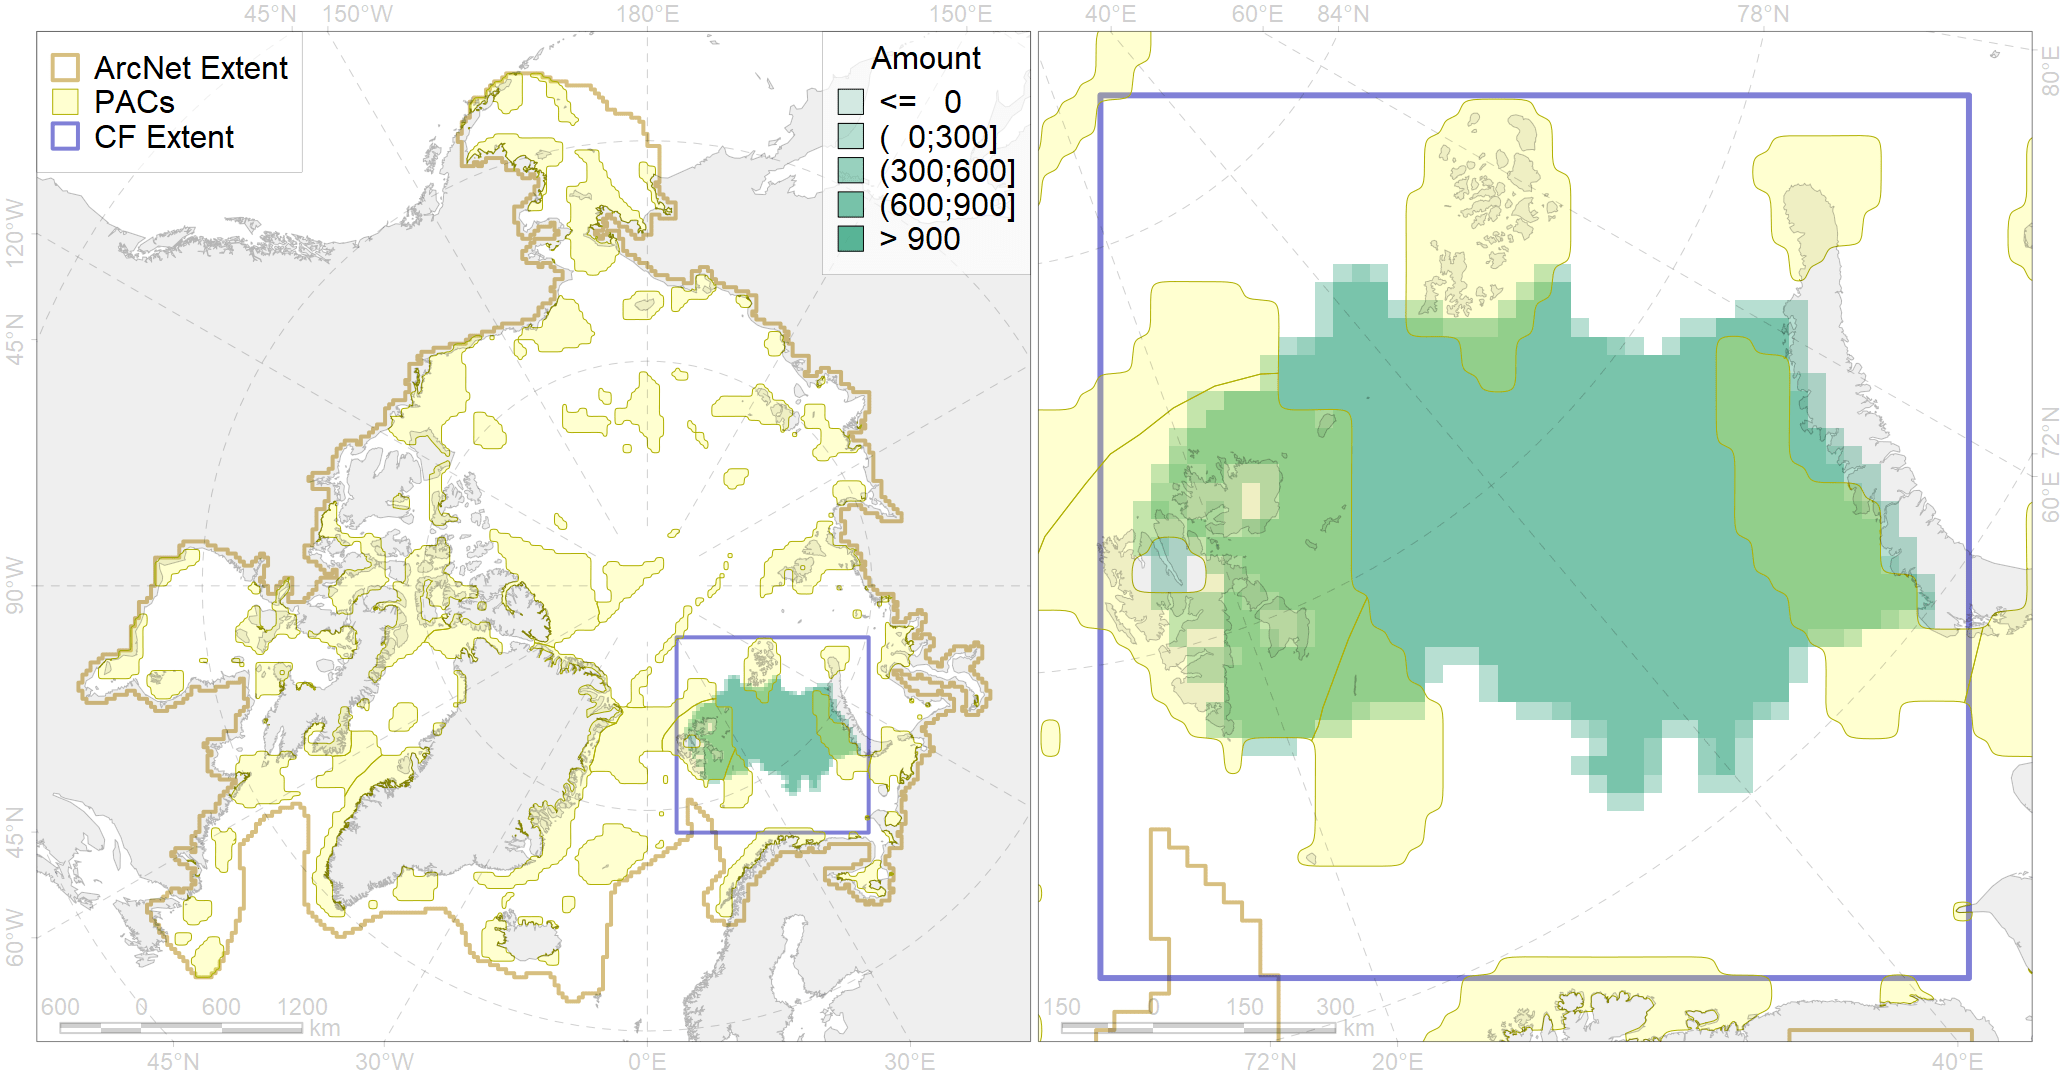 45°N 150°W 180°E 150°E 40°E 60°E 84°N 78°N
ArcNet Extent
PACs
CF Extent
Amount
<= 0
( 0;300]
(300;600]
(600;900]
> 900
120°W
45°N
90°W
45°N
60°W
80°E
72°N
60°E
600 0 600 1200
km
150 0 150 300
km
45°N 30°W 0°E 30°E 72°N 20°E 40°E